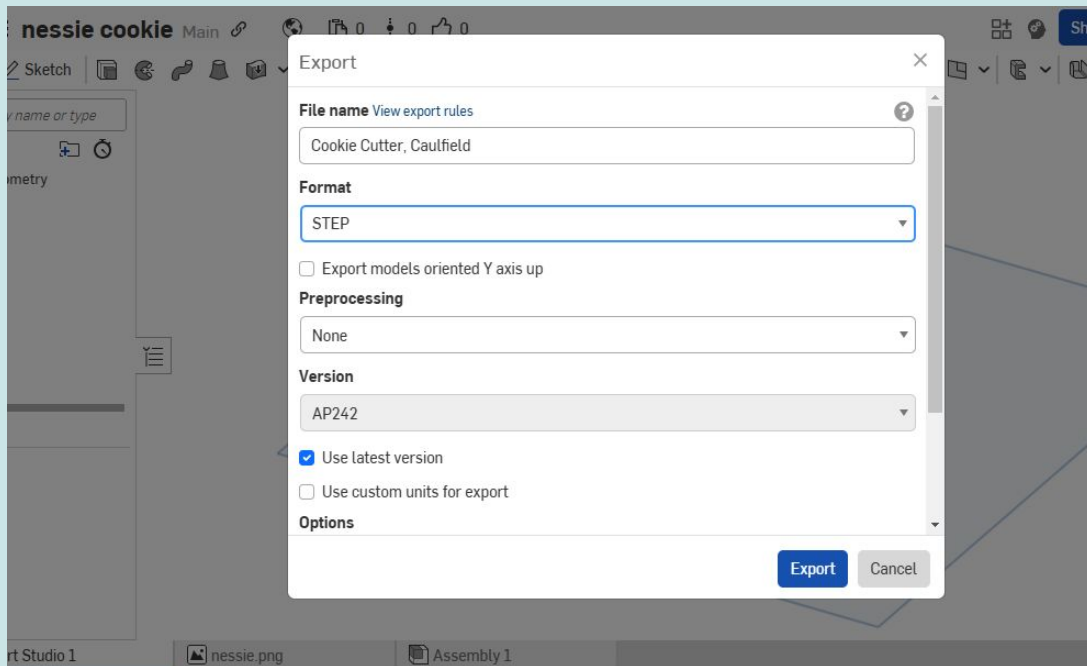 nessie cookie Main 0 0 0 Sh
Sketch
Export
y name or type
File name View export rules
Cookie Cutter, Caulfield
ometry
Format
STEP
Export models oriented Y axis up
Preprocessing
None
Version
AP242
Use latest version
Use custom units for export
Options
Export Cancel
rt Studio 1 nessie.png Assembly 1